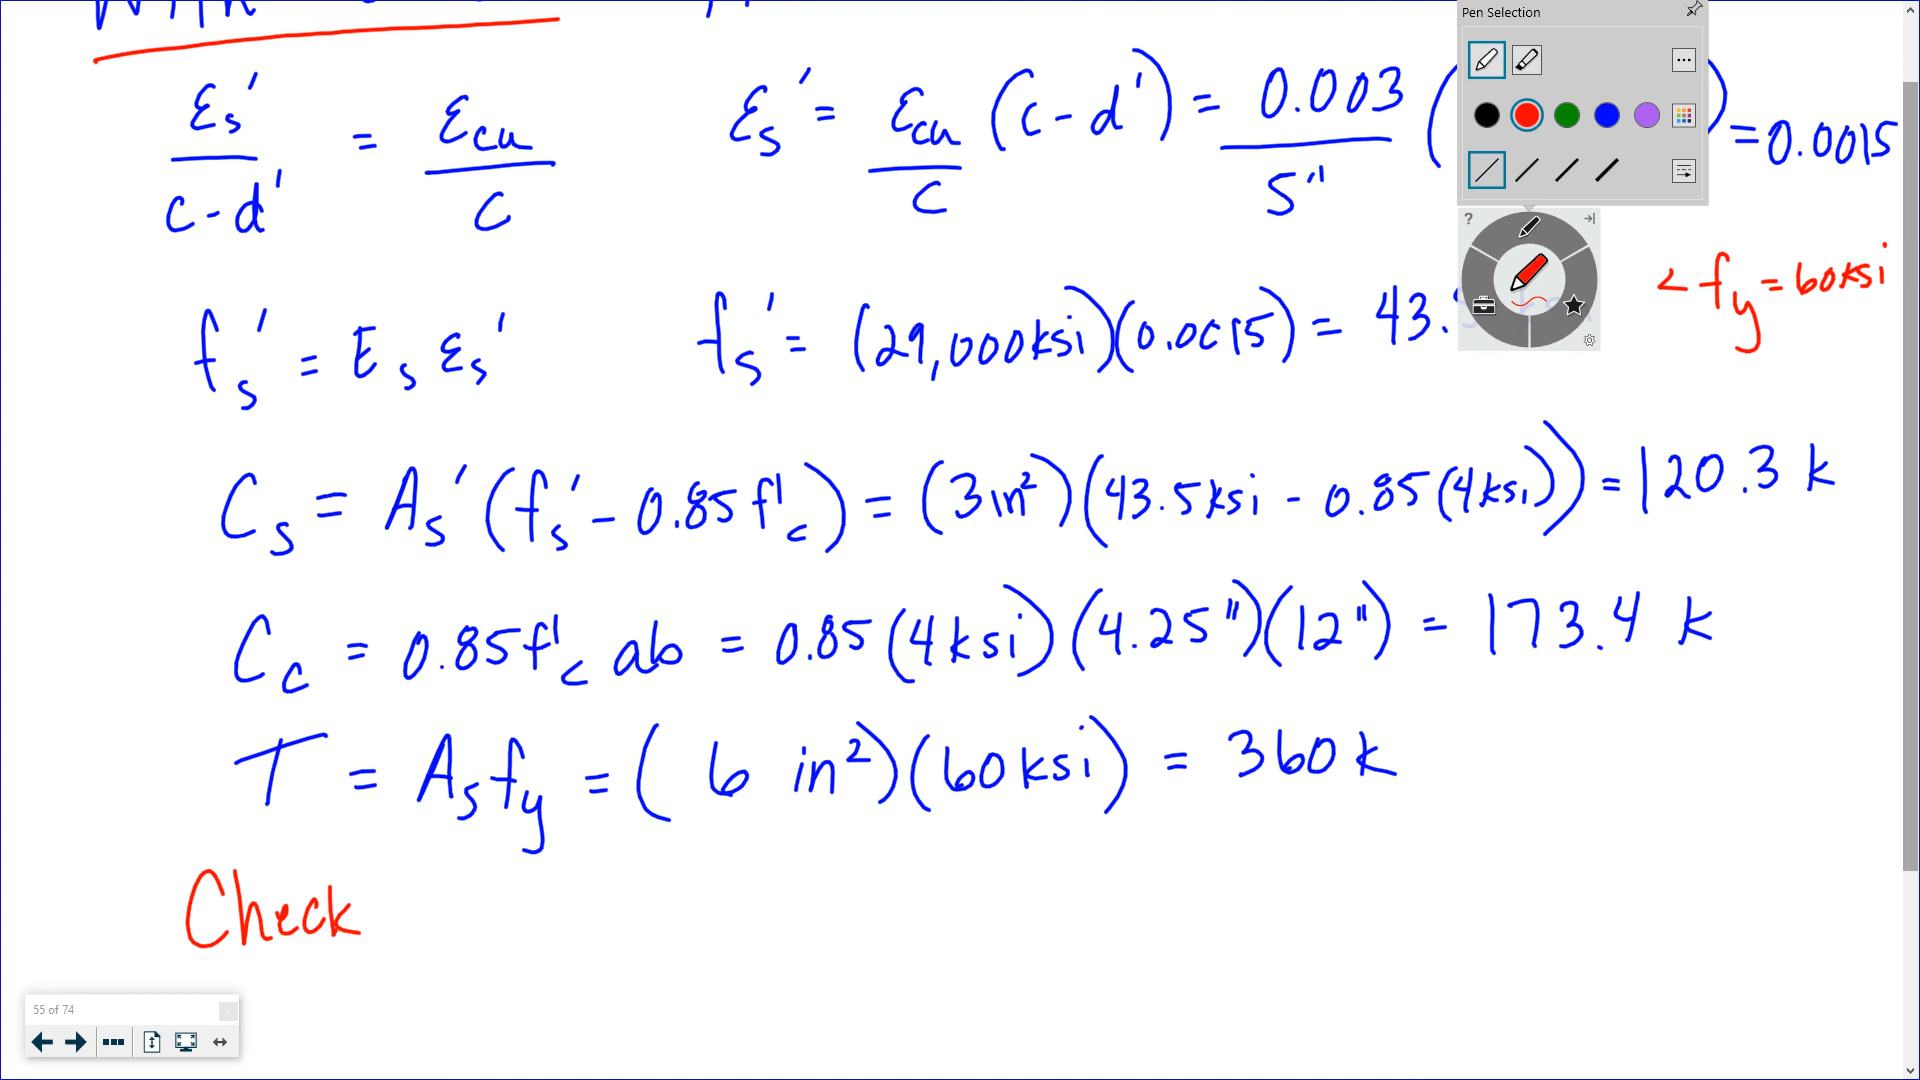 Pen Selection
εs' / (c-d') = εcu / c   εs' = εcu / c (c-d') = 0.003 / 5" ( ) = 0.0015
fs' = Es εs'   fs' = (29,000ksi)(0.0015) = 43. < fy = 60ksi
Cs = As' (fs' - 0.85f'c) = (3in²)(43.5ksi - 0.85(4ksi)) = 120.3 k
Cc = 0.85f'c ab = 0.85(4ksi)(4.25")(12") = 173.4 k
T = As fy = ( 6 in²)(60ksi) = 360k
Check
55 of 74